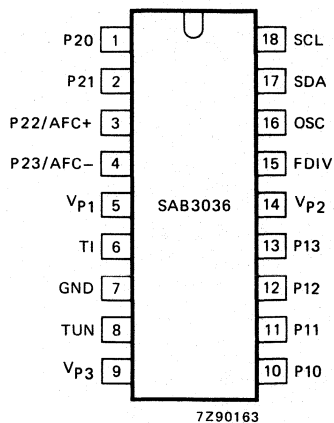 P20 1 18 SCL
P21 2 17 SDA
P22/AFC+ 3 16 OSC
P23/AFC− 4 15 FDIV
VP1 5 SAB3036 14 VP2
TI 6 13 P13
GND 7 12 P12
TUN 8 11 P11
VP3 9 10 P10
7Z90163